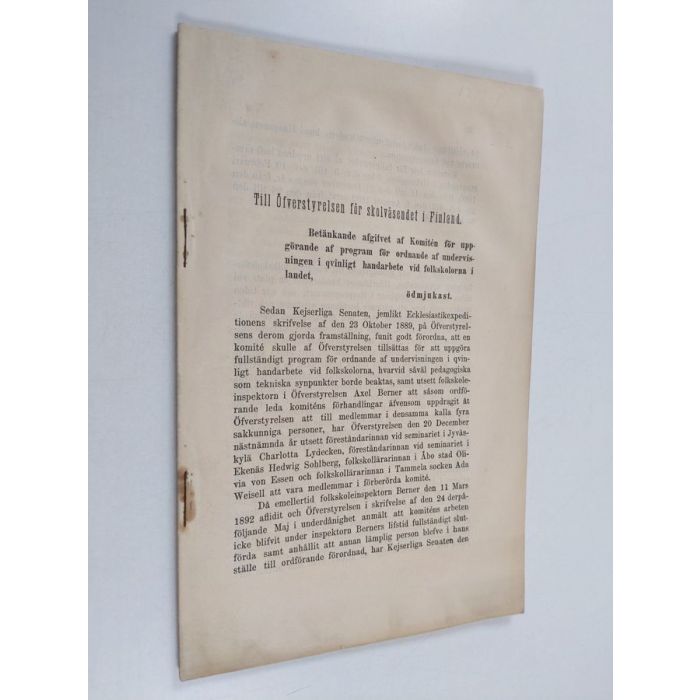 Till Öfverstyrelsen för skolväsendet i Finland.
Betänkande afgifvet af Komitén för upp-
görande af program för ordnande af undervis-
ningen i qvinligt handarbete vid folkskolorna i
landet,
ödmjukast.
Sedan Kejserliga Senaten, jemlikt Ecklesiastikexpedi-
tionens skrifvelse af den 23 Oktober 1889, på Öfverstyrel-
sens derom gjorda framställning, funit godt förordna, att en
komité skulle af Öfverstyrelsen tillsättas för att uppgöra
fullständigt program för ordnande af undervisningen i qvin-
ligt handarbete vid folkskolorna, hvarvid såväl pedagogiska
som tekniska synpunkter borde beaktas, samt utsett folkskole-
inspektorn i Öfverstyrelsen Axel Berner att såsom ordfö-
rande leda komiténs förhandlingar äfvensom uppdragit åt
Öfverstyrelsen att till medlemmar i densamma kalla fyra
sakkunniga personer, har Öfverstyrelsen den 20 December
nästnämnda år utsett föreståndarinnan vid seminariet i Jyväs-
kylä Charlotta Lydecken, föreståndarinnan vid seminariet i
Ekenäs Hedwig Sohlberg, folkskollärarinnan i Åbo stad Oli-
via von Essen och folkskollärarinnan i Tammela socken Ada
Weisell att vara medlemmar i förberörda komité.
Då emellertid folkskoleinspektorn Berner den 11 Mars
1892 aflidit och Öfverstyrelsen i skrifvelse af den 24 derpå-
följande Maj i underdånighet anmält att komiténs arbeten
icke blifvit under inspektorn Berners lifstid fullständigt slut-
förda samt anhållit att annan lämplig person blefve i hans
ställe till ordförande förordnad, har Kejserliga Senaten den